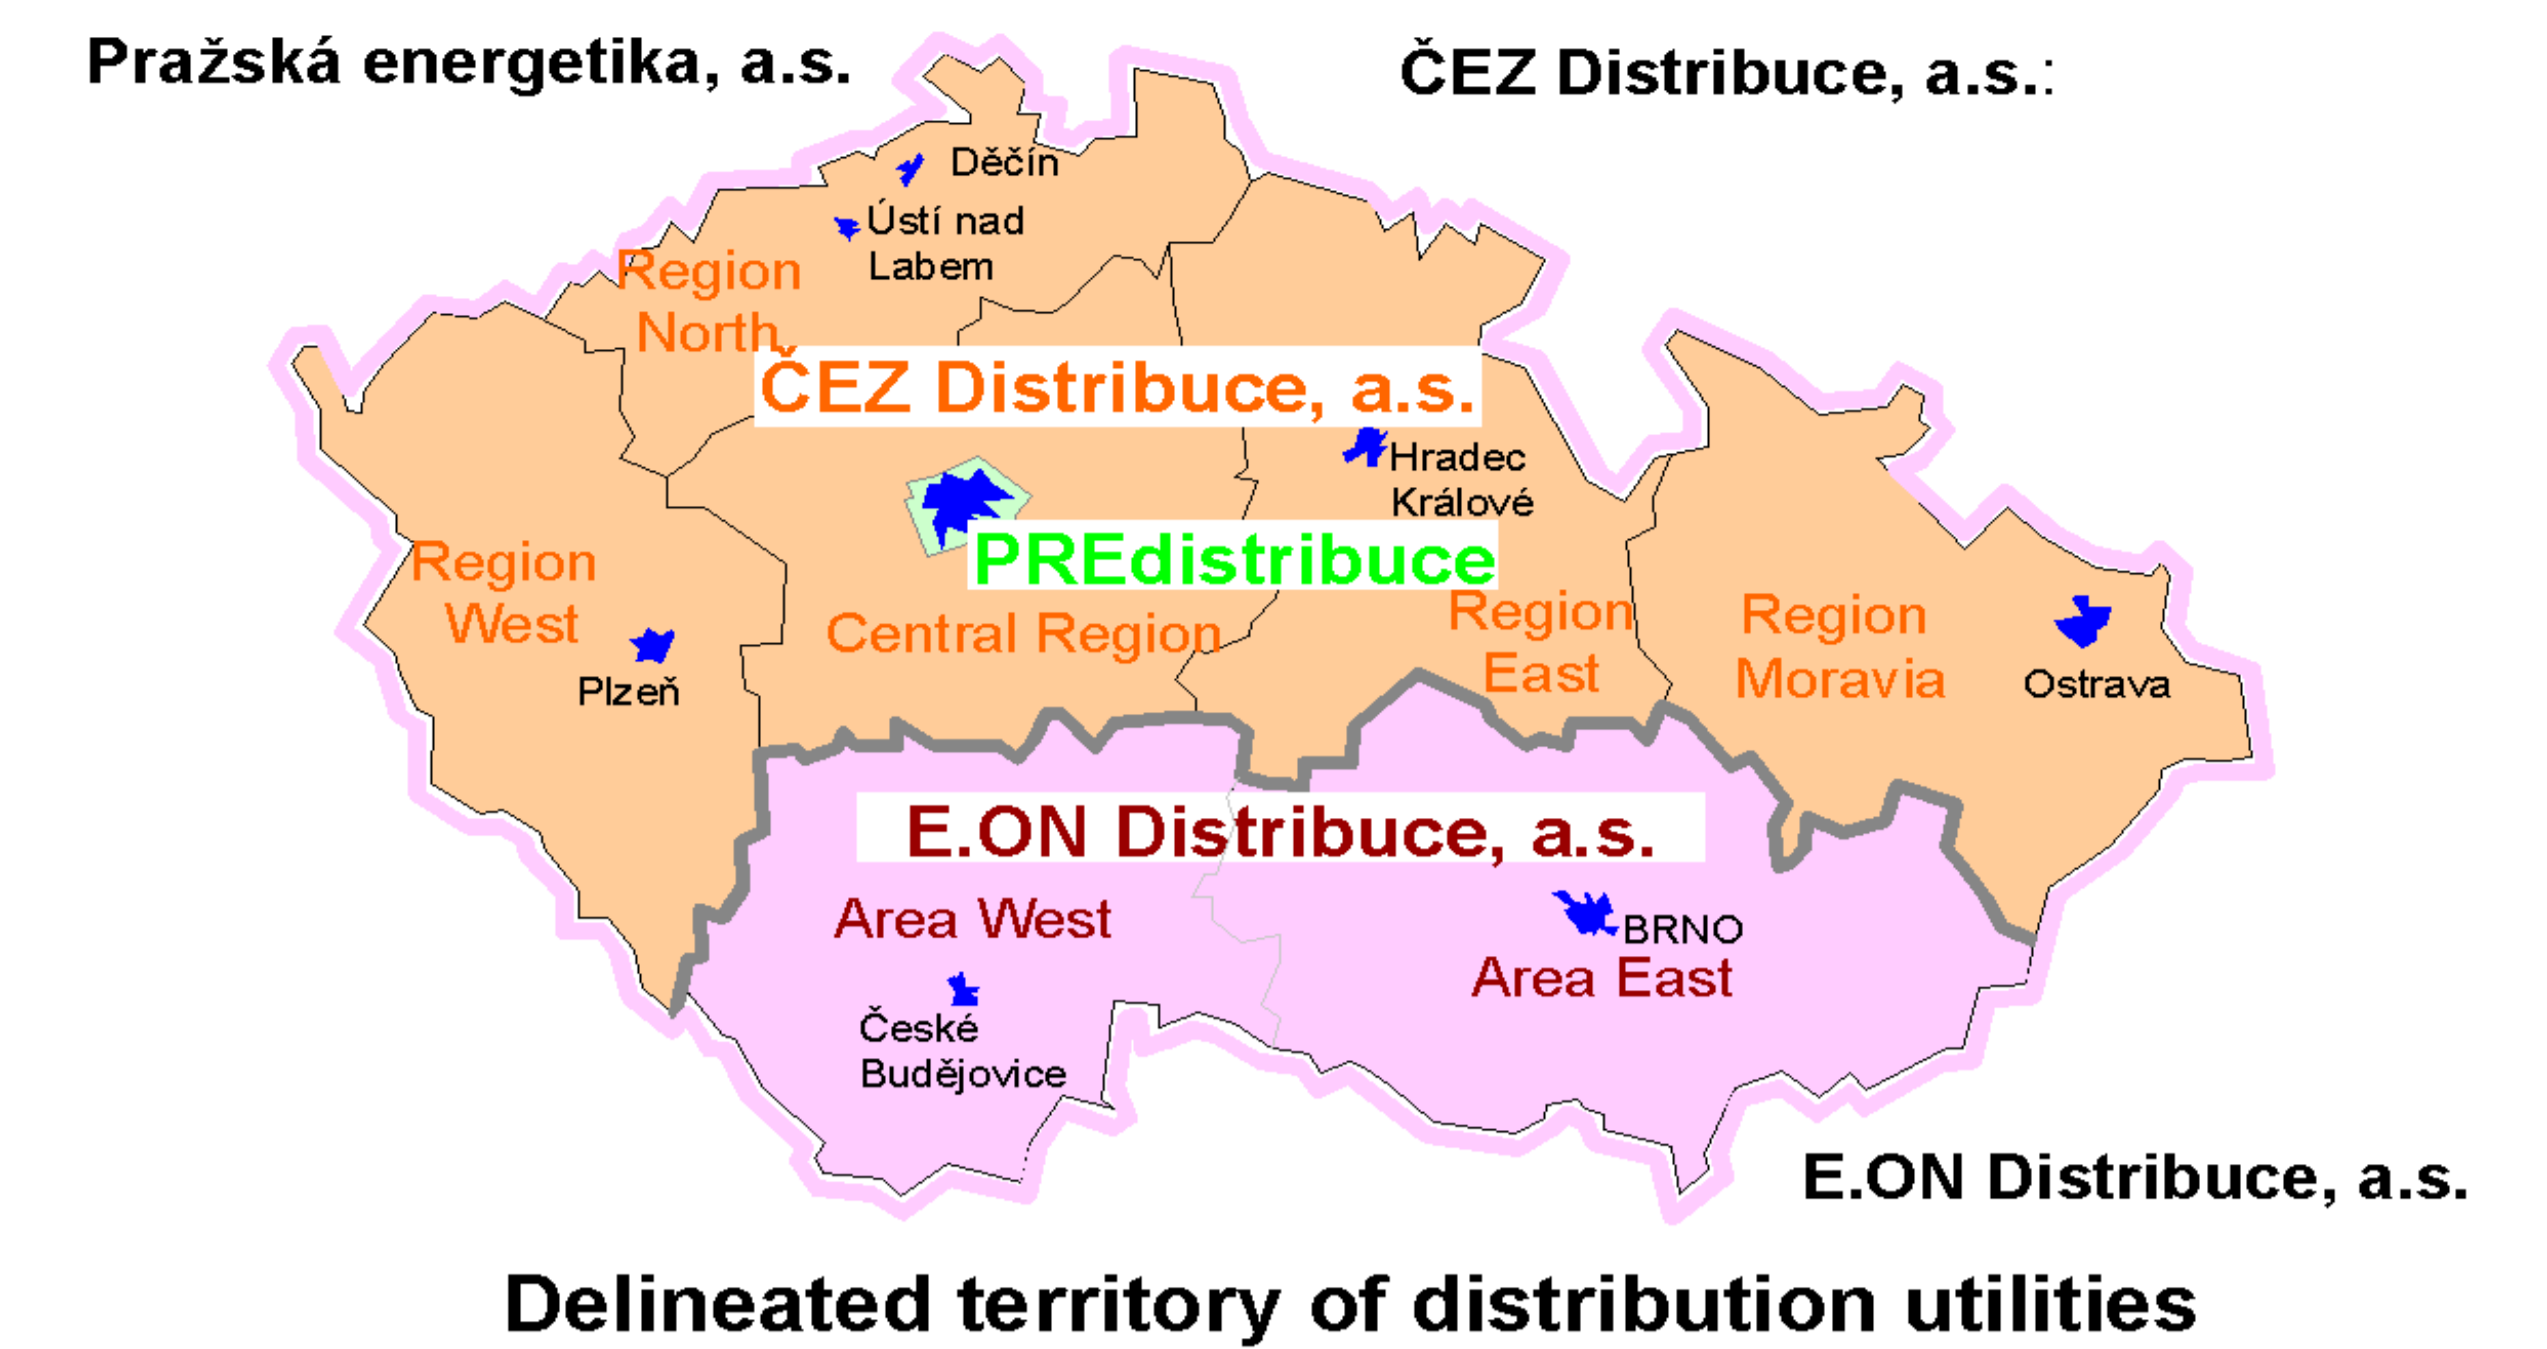 Pražská energetika, a.s.
ČEZ Distribuce, a.s.:
Děčín
Ústí nad
Labem
Region
North
ČEZ Distribuce, a.s.
Hradec
Králové
PREdistribuce
Region
West
Plzeň
Central Region
Region
East
Region
Moravia
Ostrava
E.ON Distribuce, a.s.
Area West
BRNO
Area East
České
Budějovice
E.ON Distribuce, a.s.
Delineated territory of distribution utilities